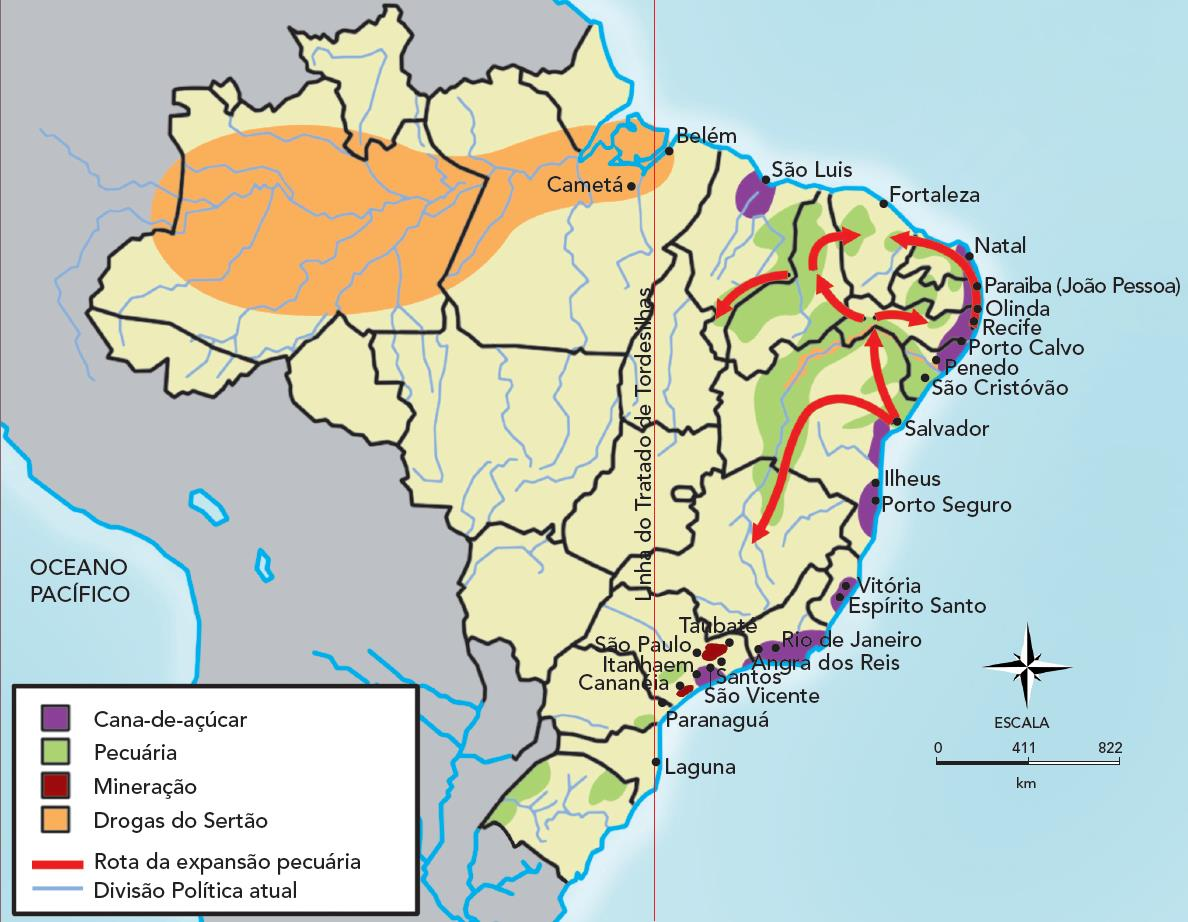 Belém
São Luis
Cametá
Fortaleza
Natal
Paraiba (João Pessoa)
Olinda
Recife
Porto Calvo
Penedo
São Cristóvão
Salvador
Linha do Tratado de Tordesilhas
Ilheus
Porto Seguro
OCEANO
PACÍFICO
Vitória
Espírito Santo
Taubaté
São Paulo
Rio de Janeiro
Itanhaem
Angra dos Reis
Santos
Cananéia
São Vicente
Paranaguá
Laguna
ESCALA
0 411 822
km
Cana-de-açúcar
Pecuária
Mineração
Drogas do Sertão
Rota da expansão pecuária
Divisão Política atual